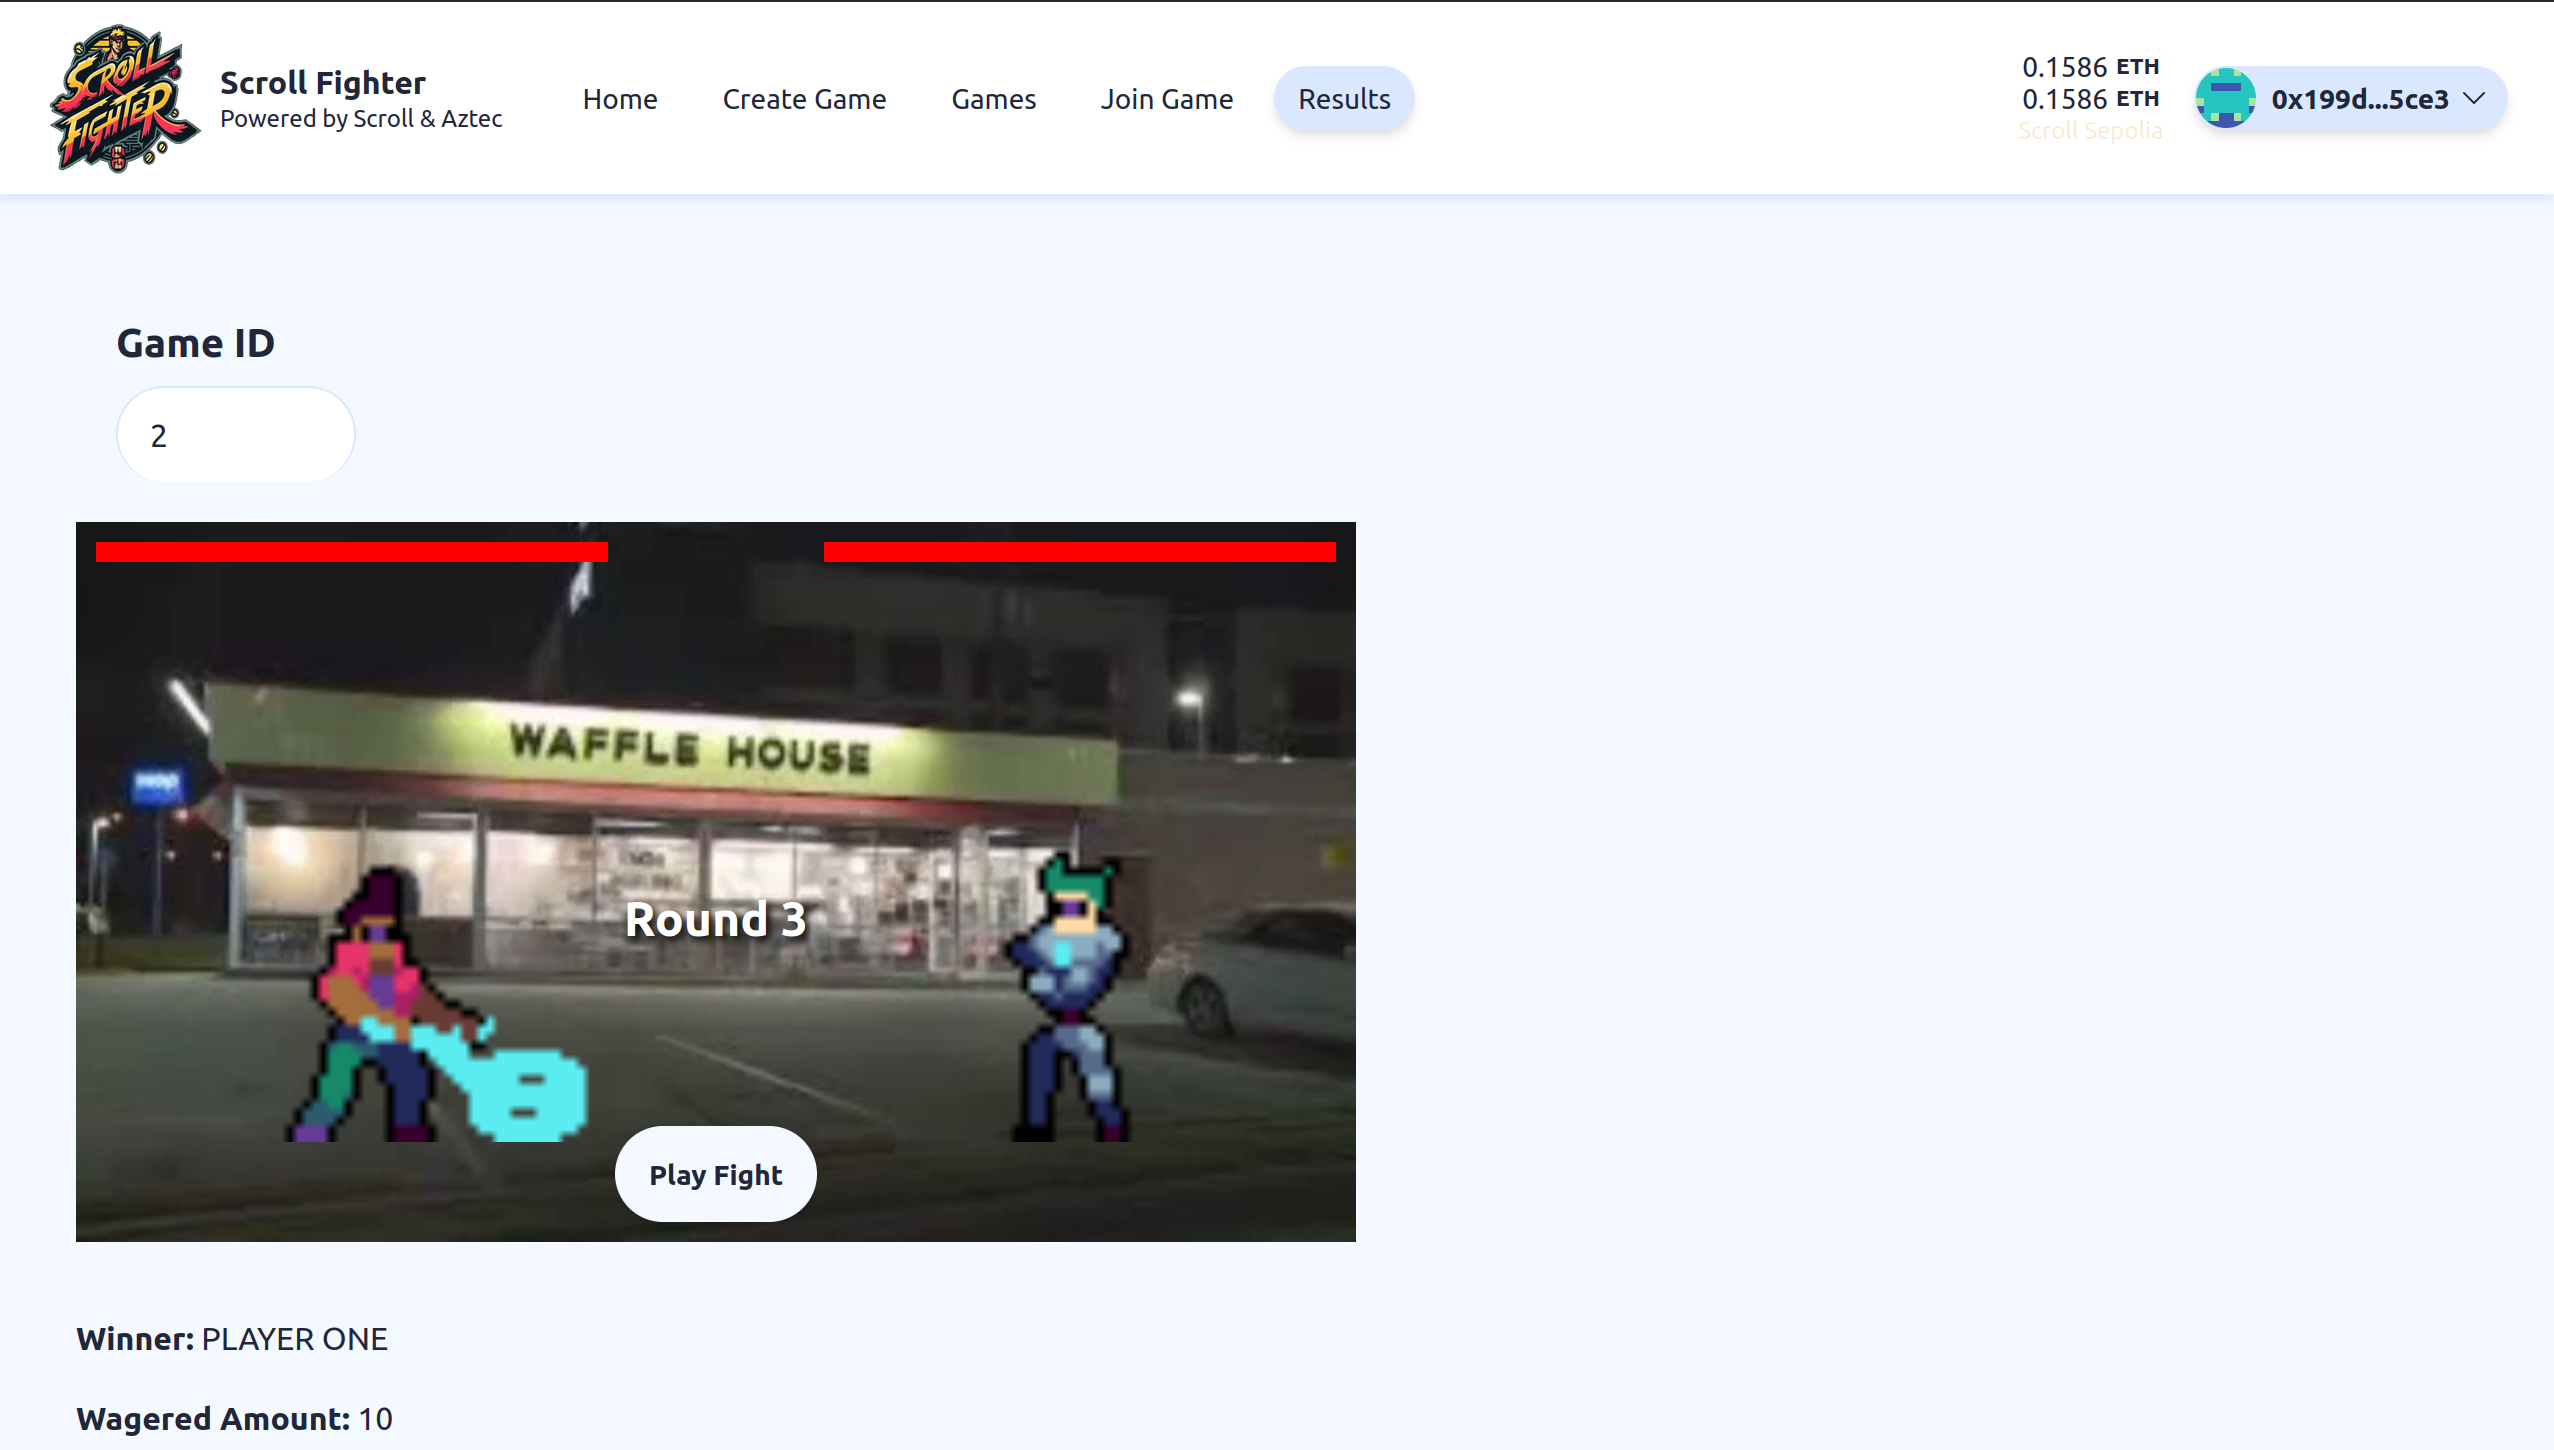 SCROLL
FIGHTER
Scroll Fighter
Powered by Scroll & Aztec
Home
Create Game
Games
Join Game
Results
0.1586 ETH
0.1586 ETH
Scroll Sepolia
0x199d...5ce3
Game ID
2
WAFFLE HOUSE
Round 3
Play Fight
Winner: PLAYER ONE
Wagered Amount: 10